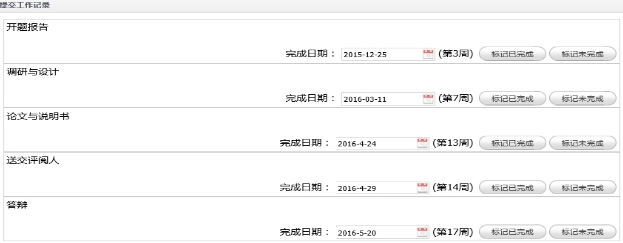 提交工作记录
开题报告
完成日期： 2015-12-25 (第3周) 标记已完成 标记未完成
调研与设计
完成日期： 2016-03-11 (第7周) 标记已完成 标记未完成
论文与说明书
完成日期： 2016-4-24 (第13周) 标记已完成 标记未完成
送交评阅人
完成日期： 2016-4-29 (第14周) 标记已完成 标记未完成
答辩
完成日期： 2016-5-20 (第17周) 标记已完成 标记未完成